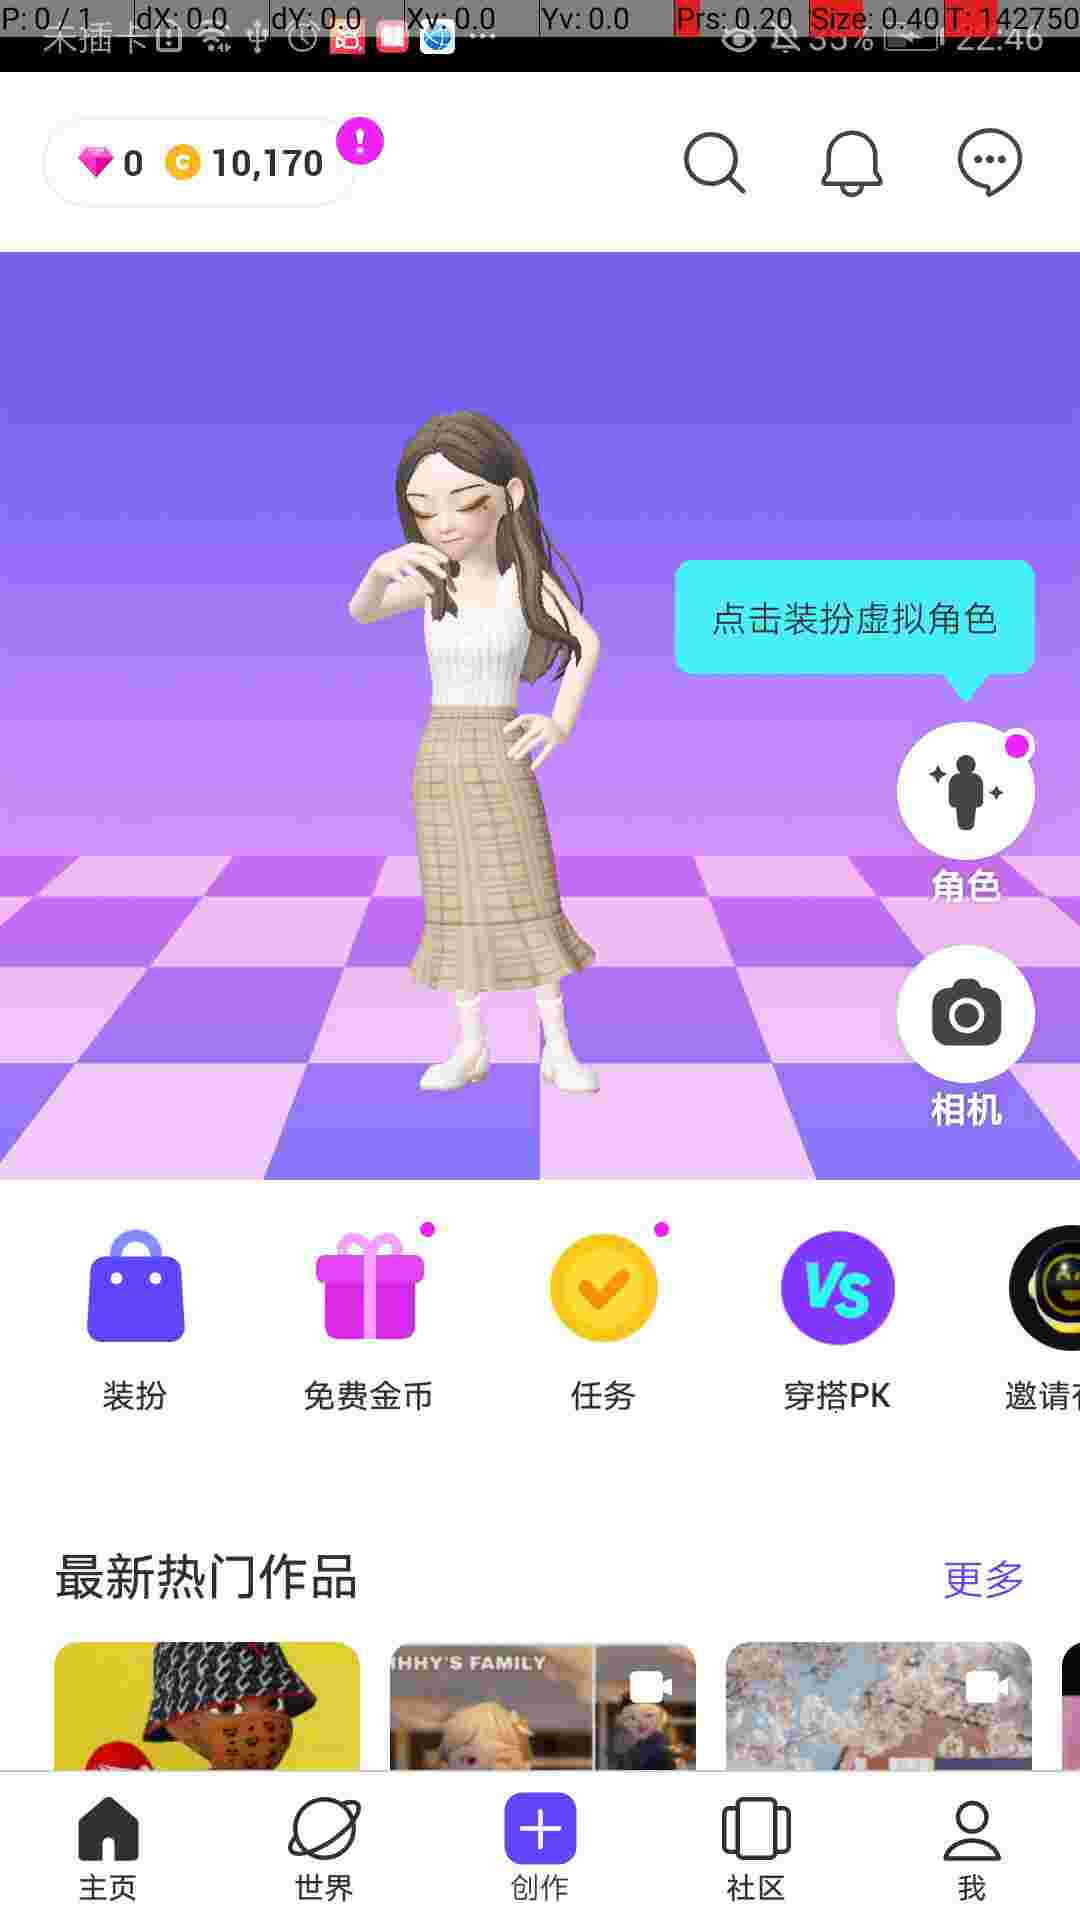 P: 0 / 1 dX: 0.0 dY: 0.0 Xv: 0.0 Yv: 0.0 Prs: 0.20 Size: 0.40 T: 142750
未插卡 33% 22:46
0 10,170
点击装扮虚拟角色
角色
相机
装扮 免费金币 任务 穿搭PK 邀请
VS
最新热门作品 更多
HHY'S FAMILY
主页 世界 创作 社区 我